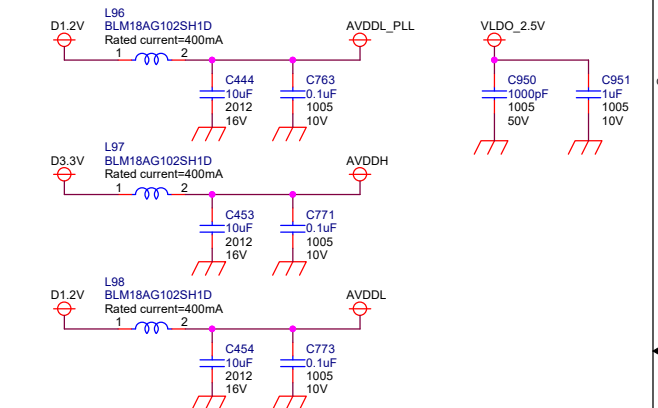 L96
D1.2V
BLM18AG102SH1D
AVDDL_PLL
VLDO_2.5V
Rated current=400mA
1
2
C444
10uF
2012
16V
C763
0.1uF
1005
10V
C950
1000pF
1005
50V
C951
1uF
1005
10V
L97
D3.3V
BLM18AG102SH1D
AVDDH
Rated current=400mA
1
2
C453
10uF
2012
16V
C771
0.1uF
1005
10V
L98
D1.2V
BLM18AG102SH1D
AVDDL
Rated current=400mA
1
2
C454
10uF
2012
16V
C773
0.1uF
1005
10V